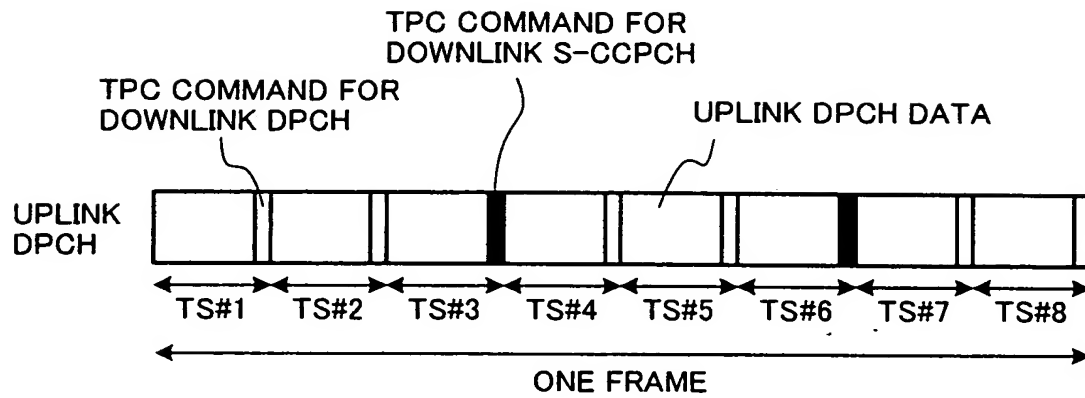 TPC COMMAND FOR
DOWNLINK S-CCPCH
TPC COMMAND FOR
DOWNLINK DPCH
UPLINK DPCH DATA
UPLINK
DPCH
TS#1 TS#2 TS#3 TS#4 TS#5 TS#6 TS#7 TS#8
ONE FRAME